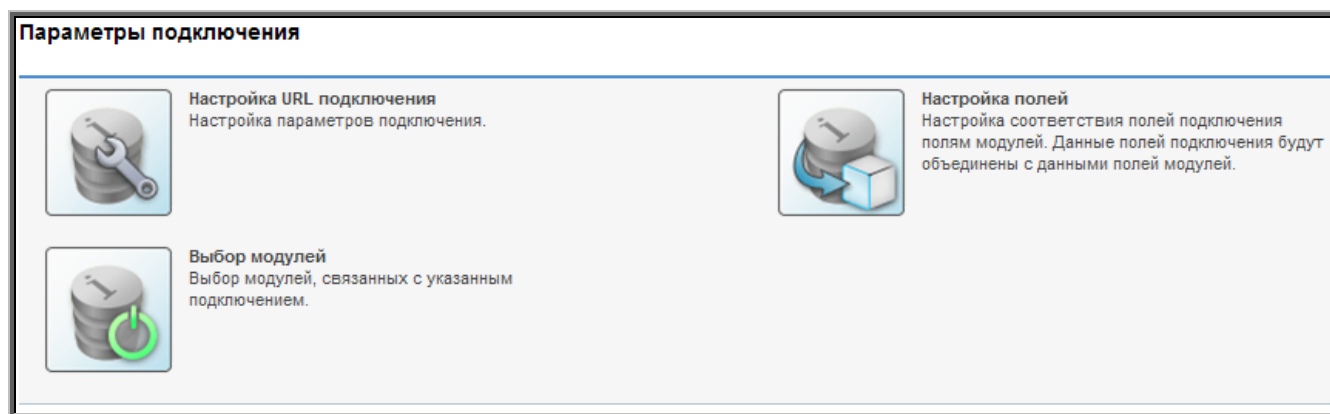 Параметры подключения
Настройка URL подключения
Настройка параметров подключения.
Настройка полей
Настройка соответствия полей подключения
полям модулей. Данные полей подключения будут
объединены с данными полей модулей.
Выбор модулей
Выбор модулей, связанных с указанным
подключением.